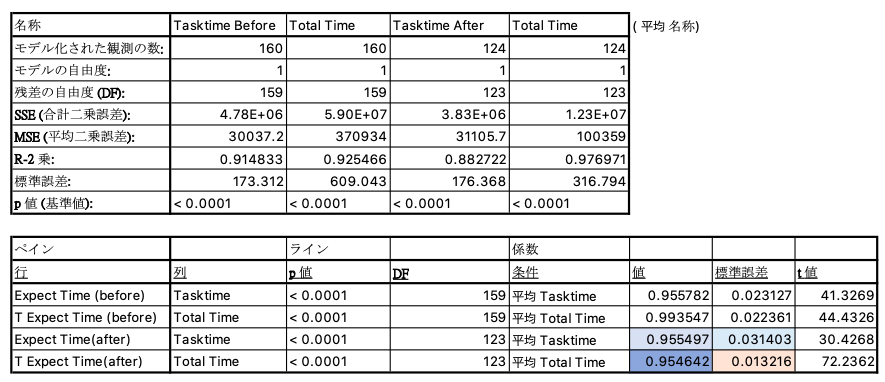 名称 Tasktime Before Total Time Tasktime After Total Time ( 平均 名称)
モデル化された観測の数: 160 160 124 124
モデルの自由度: 1 1 1 1
残差の自由度 (DF): 159 159 123 123
SSE (合計二乗誤差): 4.78E+06 5.90E+07 3.83E+06 1.23E+07
MSE (平均二乗誤差): 30037.2 370934 31105.7 100359
R-2 乗: 0.914833 0.925466 0.882722 0.976971
標準誤差: 173.312 609.043 176.368 316.794
p 値 (基準値): < 0.0001 < 0.0001 < 0.0001 < 0.0001
ペイン ライン 係数
行 列 p 値 DF 条件 値 標準誤差 t 値
Expect Time (before) Tasktime < 0.0001 159 平均 Tasktime 0.955782 0.023127 41.3269
T Expect Time (before) Total Time < 0.0001 159 平均 Total Time 0.993547 0.022361 44.4326
Expect Time(after) Tasktime < 0.0001 123 平均 Tasktime 0.955497 0.031403 30.4268
T Expect Time(after) Total Time < 0.0001 123 平均 Total Time 0.954642 0.013216 72.2362